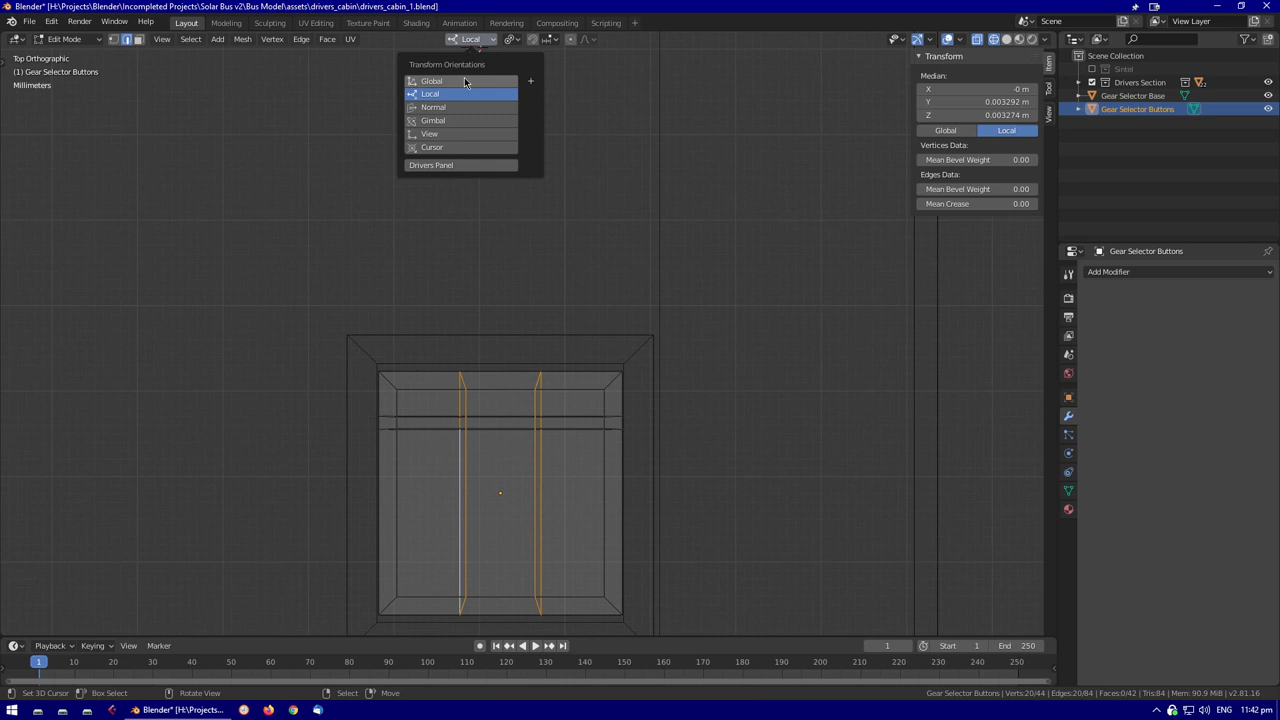 Blender* [H:\Projects\Incompleted Projects\Solar Bus v2\Bus Model\assets\drivers_cabin\drivers_cabin_1.blend]
File Edit Render Window Help Layout Modeling Sculpting UV Editing Texture Paint Shading Animation Rendering Compositing Scripting Scene View Layer
Edit Mode View Select Add Mesh Vertex Edge Face UV Local
Top Orthographic
(1) Gear Selector Buttons
Millimeters
Transform Orientations
Global
Local
Normal
Gimbal
View
Cursor
Drivers Panel
Transform
Median:
X -0 m
Y 0.003292 m
Z 0.003274 m
Global Local
Vertices Data:
Mean Bevel Weight 0.00
Edges Data:
Mean Bevel Weight 0.00
Mean Crease 0.00
Item
Tool
View
Scene Collection
Sintel
Drivers Section
Gear Selector Base
Gear Selector Buttons
Gear Selector Buttons
Add Modifier
Playback Keying View Marker 1 Start 1 End 250
1 10 20 30 40 50 60 70 80 90 100 110 120 130 140 150 160 170 180 190 200 210 220 230 240 250
Set 3D Cursor Box Select Rotate View Select Move Gear Selector Buttons | Verts:20/44 | Edges:20/84 | Faces:0/42 | Tris:84 | Mem: 90.9 MiB | v2.81.16
Blender* [H:\Projects... ENG 11:42 pm